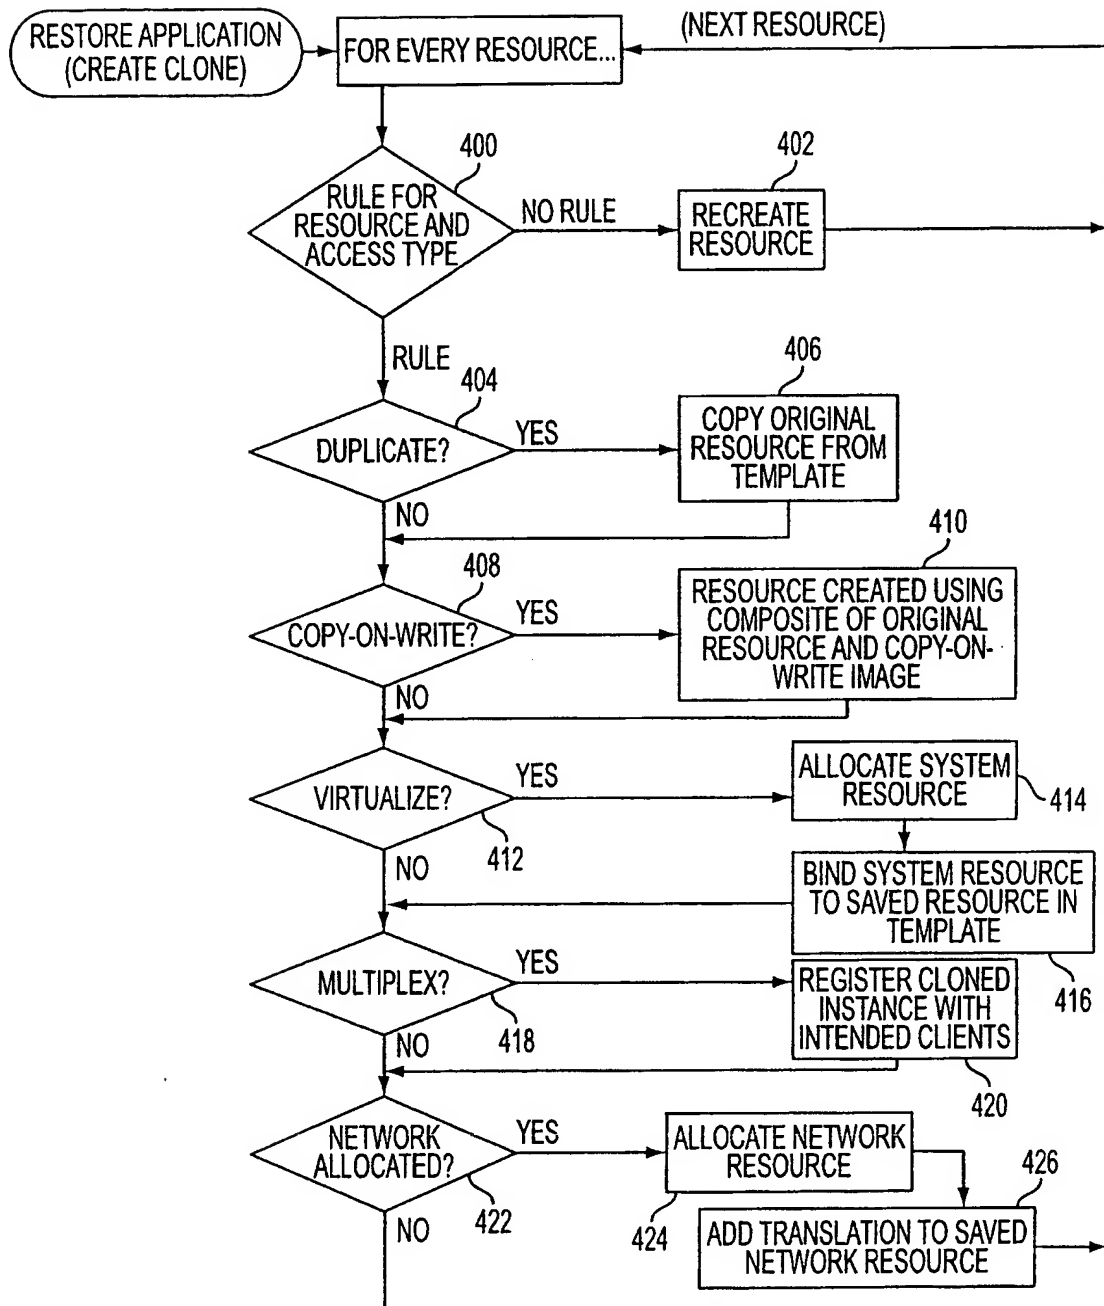 RESTORE APPLICATION
(CREATE CLONE)
FOR EVERY RESOURCE...
(NEXT RESOURCE)
400
RULE FOR
RESOURCE AND
ACCESS TYPE
NO RULE
402
RECREATE
RESOURCE
RULE
404
DUPLICATE?
YES
406
COPY ORIGINAL
RESOURCE FROM
TEMPLATE
NO
408
COPY-ON-WRITE?
YES
410
RESOURCE CREATED USING
COMPOSITE OF ORIGINAL
RESOURCE AND COPY-ON-
WRITE IMAGE
NO
VIRTUALIZE?
412
YES
ALLOCATE SYSTEM
RESOURCE
414
NO
BIND SYSTEM RESOURCE
TO SAVED RESOURCE IN
TEMPLATE
416
MULTIPLEX?
418
YES
REGISTER CLONED
INSTANCE WITH
INTENDED CLIENTS
420
NO
NETWORK
ALLOCATED?
422
YES
ALLOCATE NETWORK
RESOURCE
424
426
ADD TRANSLATION TO SAVED
NETWORK RESOURCE
NO